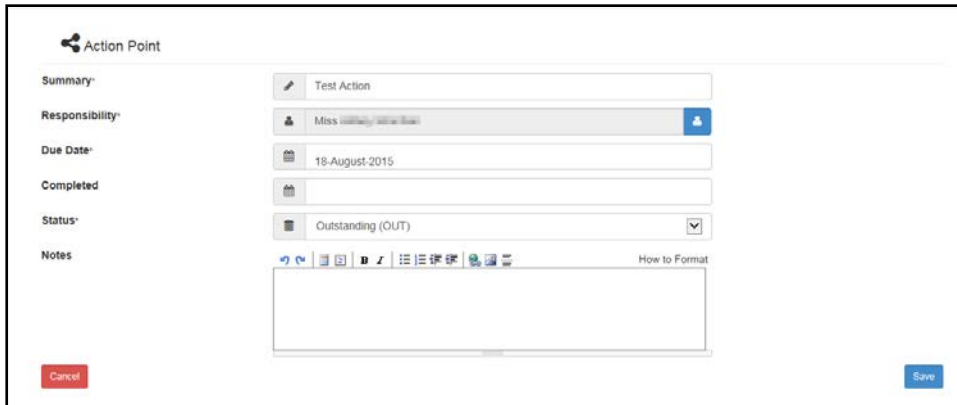 Action Point
Summary*
Test Action
Responsibility*
Miss
Due Date*
18-August-2015
Completed
Status*
Outstanding (OUT)
Notes
B I
How to Format
Cancel
Save